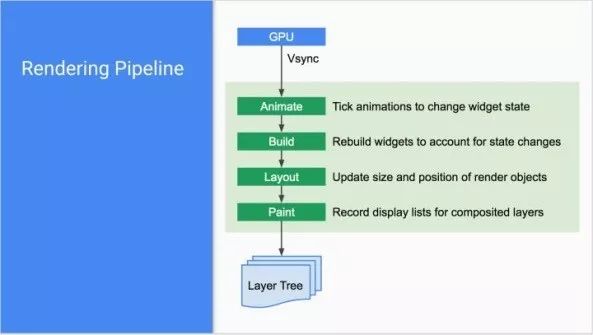 Rendering Pipeline
GPU
Vsync
Animate Tick animations to change widget state
Build Rebuild widgets to account for state changes
Layout Update size and position of render objects
Paint Record display lists for composited layers
Layer Tree